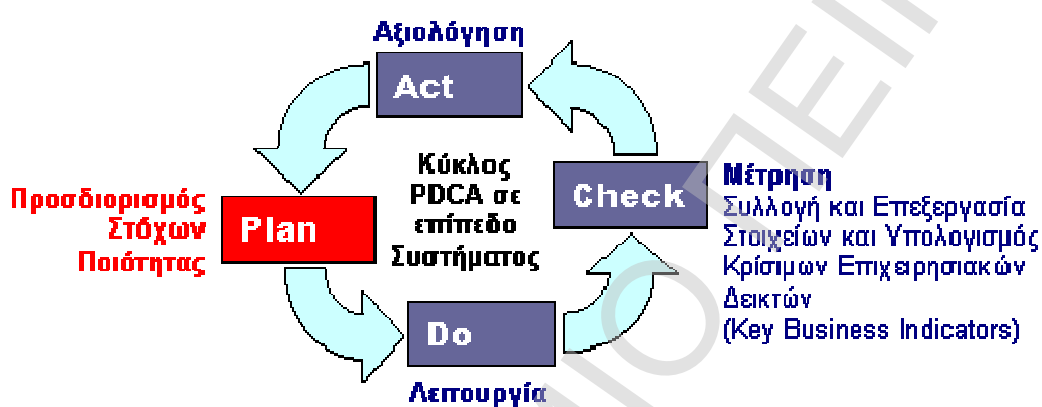 Αξιολόγηση
Act
Κύκλος
PDCA σε
επίπεδο
Συστήματος
Προσδιορισμός
Στόχων
Ποιότητας
Plan
Check
Μέτρηση
Συλλογή και Επεξεργασία
Στοιχείων και Υπολογισμός
Κρίσιμων Επιχειρησιακών
Δεικτών
(Key Business Indicators)
Do
Λειτουργία